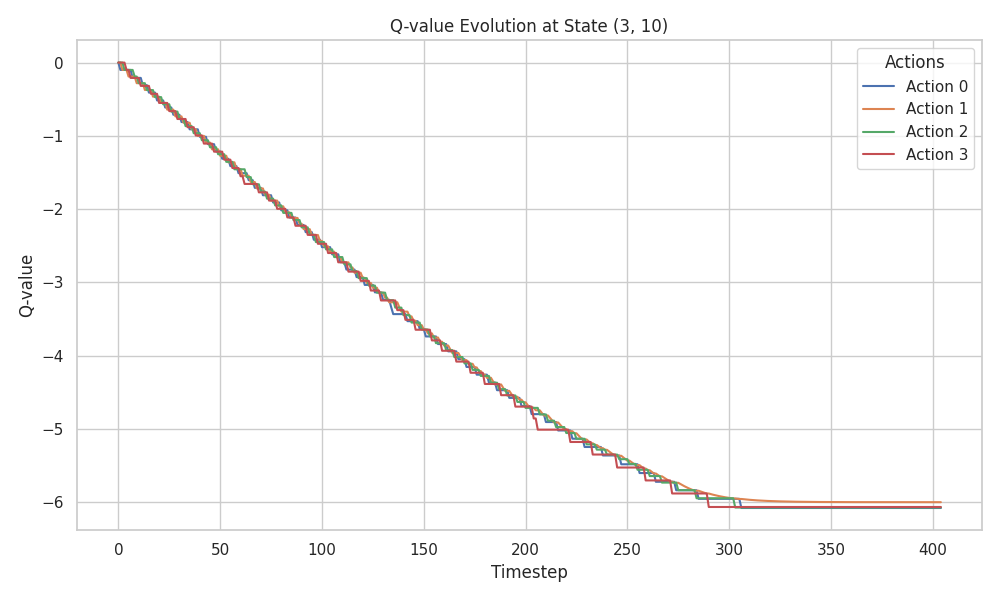 Q-value Evolution at State (3, 10)
Actions
Action 0
Action 1
Action 2
Action 3
Q-value
0
−1
−2
−3
−4
−5
−6
0 50 100 150 200 250 300 350 400
Timestep